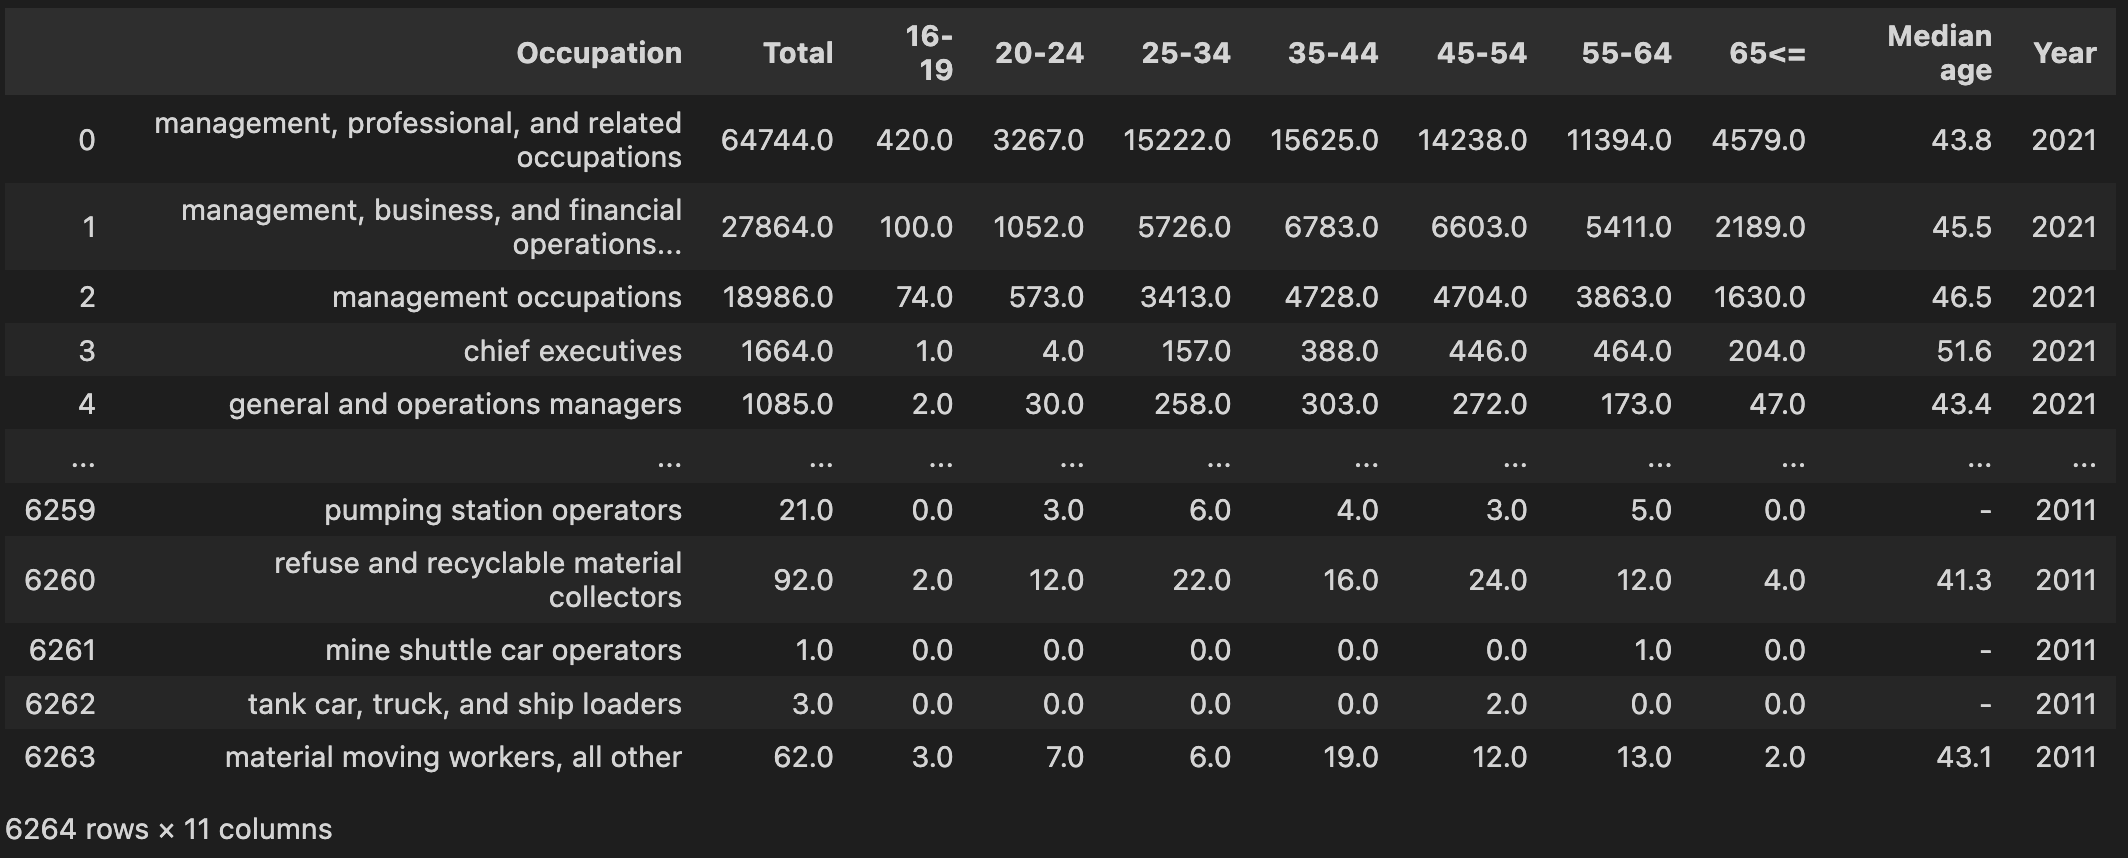 Occupation Total 16-19 20-24 25-34 35-44 45-54 55-64 65<= Median age Year
0 management, professional, and related occupations 64744.0 420.0 3267.0 15222.0 15625.0 14238.0 11394.0 4579.0 43.8 2021
1 management, business, and financial operations... 27864.0 100.0 1052.0 5726.0 6783.0 6603.0 5411.0 2189.0 45.5 2021
2 management occupations 18986.0 74.0 573.0 3413.0 4728.0 4704.0 3863.0 1630.0 46.5 2021
3 chief executives 1664.0 1.0 4.0 157.0 388.0 446.0 464.0 204.0 51.6 2021
4 general and operations managers 1085.0 2.0 30.0 258.0 303.0 272.0 173.0 47.0 43.4 2021
... ... ... ... ... ... ... ... ... ... ... ...
6259 pumping station operators 21.0 0.0 3.0 6.0 4.0 3.0 5.0 0.0 - 2011
6260 refuse and recyclable material collectors 92.0 2.0 12.0 22.0 16.0 24.0 12.0 4.0 41.3 2011
6261 mine shuttle car operators 1.0 0.0 0.0 0.0 0.0 0.0 1.0 0.0 - 2011
6262 tank car, truck, and ship loaders 3.0 0.0 0.0 0.0 0.0 2.0 0.0 0.0 - 2011
6263 material moving workers, all other 62.0 3.0 7.0 6.0 19.0 12.0 13.0 2.0 43.1 2011
6264 rows × 11 columns